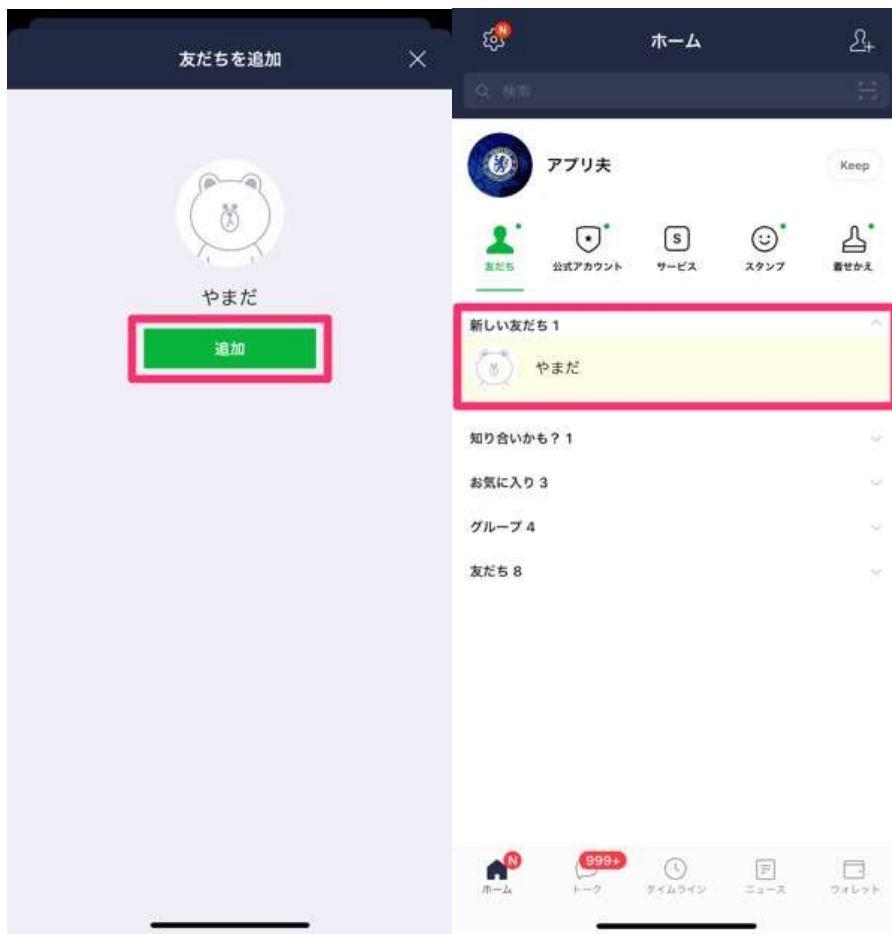 友だちを追加
やまだ
追加
N
ホーム
検索
アプリ夫
Keep
友だち
公式アカウント
S
サービス
スタンプ
着せかえ
新しい友だち 1
やまだ
知り合いかも？ 1
お気に入り 3
グループ 4
友だち 8
N
ホーム
999+
トーク
タイムライン
ニュース
ウォレット